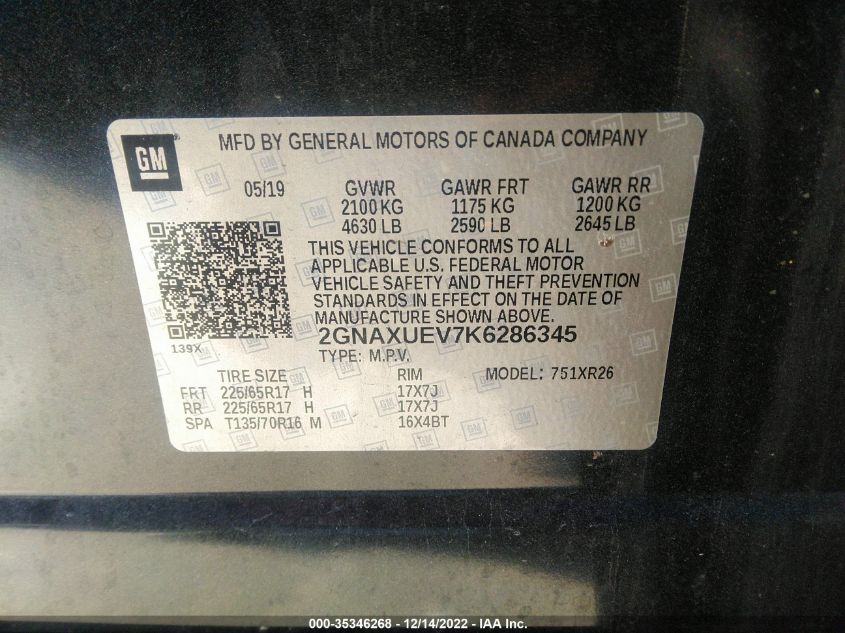 GM
MFD BY GENERAL MOTORS OF CANADA COMPANY
05/19 GVWR GAWR FRT GAWR RR
2100 KG 1175 KG 1200 KG
4630 LB 2590 LB 2645 LB
THIS VEHICLE CONFORMS TO ALL
APPLICABLE U.S. FEDERAL MOTOR
VEHICLE SAFETY AND THEFT PREVENTION
STANDARDS IN EFFECT ON THE DATE OF
MANUFACTURE SHOWN ABOVE.
139X
2GNAXUEV7K6286345
TYPE: M.P.V.
TIRE SIZE RIM MODEL: 751XR26
FRT 225/65R17 H 17X7J
RR 225/65R17 H 17X7J
SPA T135/70R16 M 16X4BT
000-35346268 - 12/14/2022 - IAA Inc.